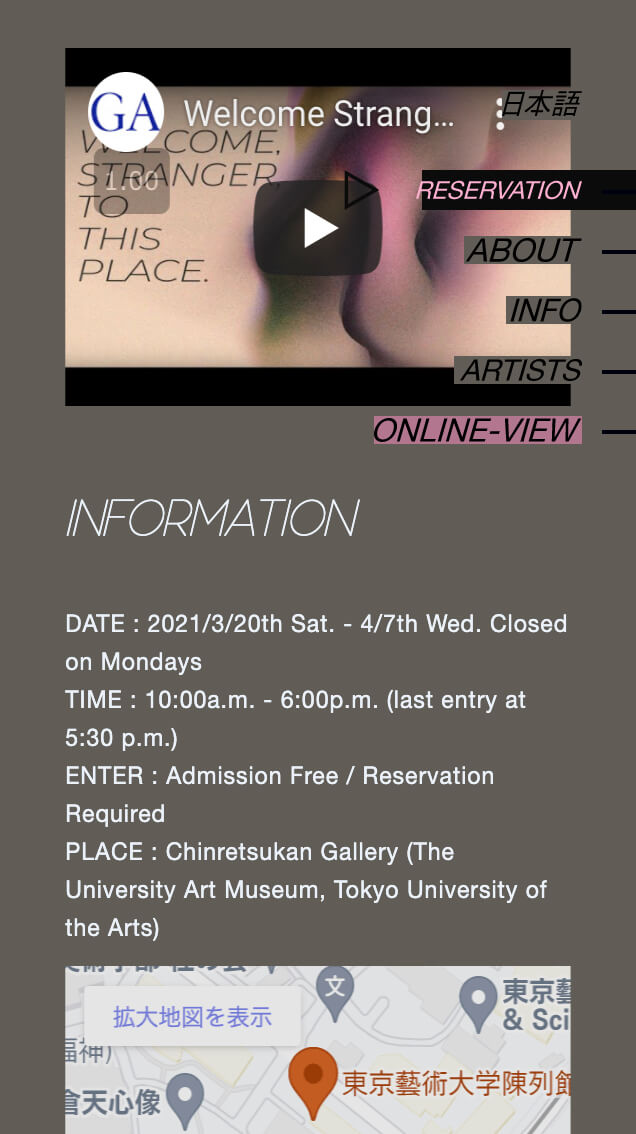 GA
Welcome Strang…
日本語
WELCOME,
STRANGER,
TO
THIS
PLACE.
1.00
RESERVATION
ABOUT
INFO
ARTISTS
ONLINE-VIEW
INFORMATION
DATE : 2021/3/20th Sat. - 4/7th Wed. Closed
on Mondays
TIME : 10:00a.m. - 6:00p.m. (last entry at
5:30 p.m.)
ENTER : Admission Free / Reservation
Required
PLACE : Chinretsukan Gallery (The
University Art Museum, Tokyo University of
the Arts)
拡大地図を表示
文
東京藝
& Sci
福神)
東京藝術大学陳列館
倉天心像